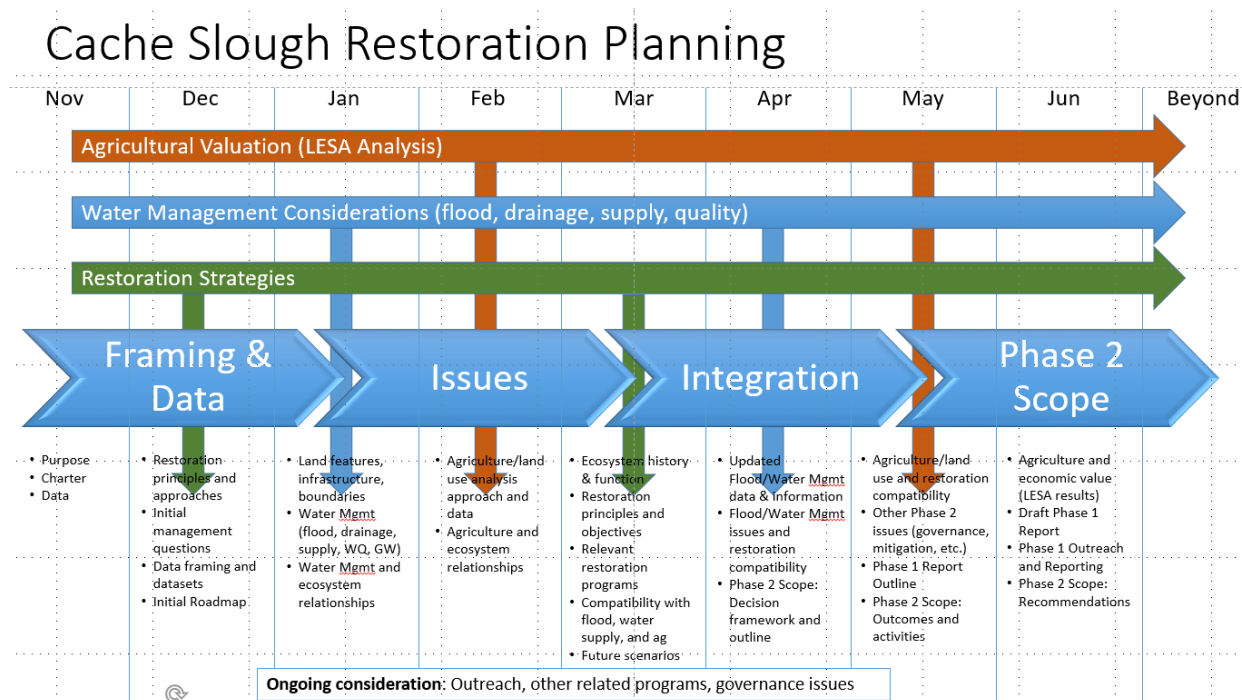 Cache Slough Restoration Planning
Nov Dec Jan Feb Mar Apr May Jun Beyond
Agricultural Valuation (LESA Analysis)
Water Management Considerations (flood, drainage, supply, quality)
Restoration Strategies
Framing &
Data
Issues
Integration
Phase 2
Scope
• Purpose
• Charter
• Data
• Restoration
principles and
approaches
• Initial
management
questions
• Data framing and
datasets
• Initial Roadmap
• Land features,
infrastructure,
boundaries
• Water Mgmt
(flood, drainage,
supply, WQ, GW)
• Water Mgmt and
ecosystem
relationships
• Agriculture/land
use analysis
approach and
data
• Agriculture and
ecosystem
relationships
• Ecosystem history
& function
• Restoration
principles and
objectives
• Relevant
restoration
programs
• Compatibility with
flood, water
supply, and ag
• Future scenarios
• Updated
Flood/Water Mgmt
data & information
• Flood/Water Mgmt
issues and
restoration
compatibility
• Phase 2 Scope:
Decision
framework and
outline
• Agriculture/land
use and restoration
compatibility
• Other Phase 2
issues (governance,
mitigation, etc.)
• Phase 1 Report
Outline
• Phase 2 Scope:
Outcomes and
activities
• Agriculture and
economic value
(LESA results)
• Draft Phase 1
Report
• Phase 1 Outreach
and Reporting
• Phase 2 Scope:
Recommendations
Ongoing consideration: Outreach, other related programs, governance issues